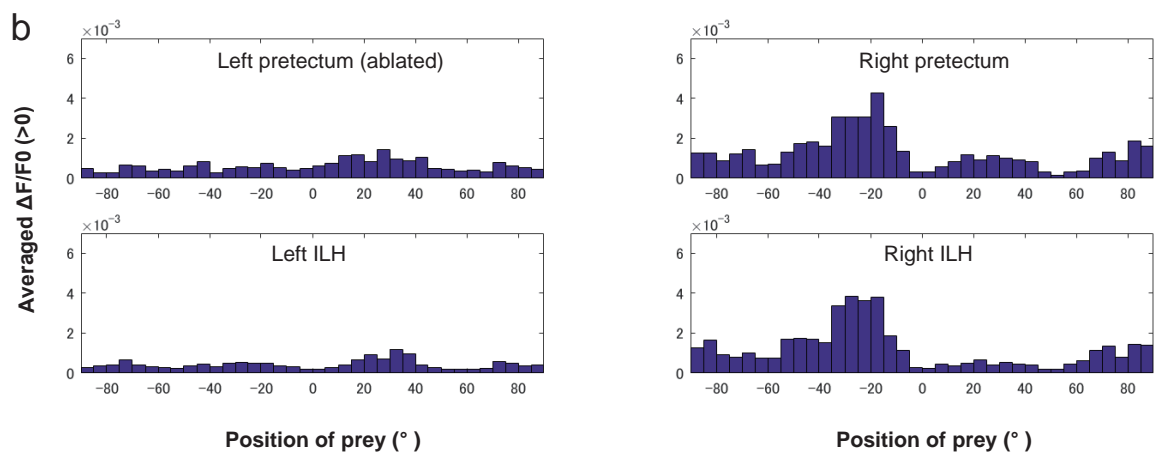 b
×10⁻³
Left pretectum (ablated)
6
4
2
0
−80 −60 −40 −20 0 20 40 60 80
×10⁻³
Right pretectum
6
4
2
0
−80 −60 −40 −20 0 20 40 60 80
×10⁻³
Left ILH
6
4
2
0
−80 −60 −40 −20 0 20 40 60 80
×10⁻³
Right ILH
6
4
2
0
−80 −60 −40 −20 0 20 40 60 80
Averaged ΔF/F0 (>0)
Position of prey (° )
Position of prey (° )